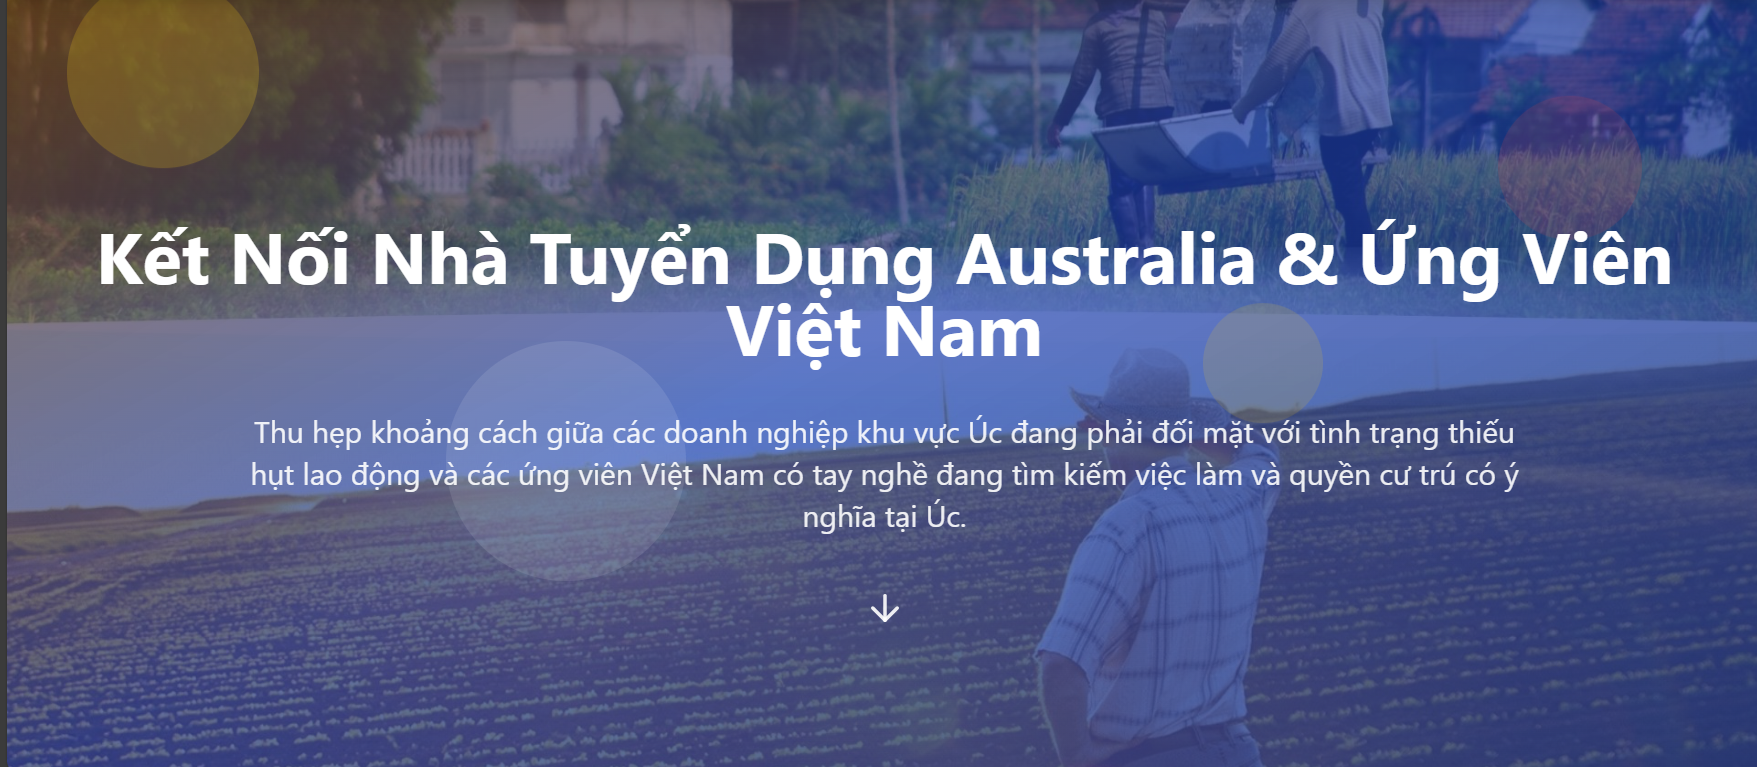 Kết Nối Nhà Tuyển Dụng Australia & Ứng Viên
Việt Nam
Thu hẹp khoảng cách giữa các doanh nghiệp khu vực Úc đang phải đối mặt với tình trạng thiếu
hụt lao động và các ứng viên Việt Nam có tay nghề đang tìm kiếm việc làm và quyền cư trú có ý
nghĩa tại Úc.